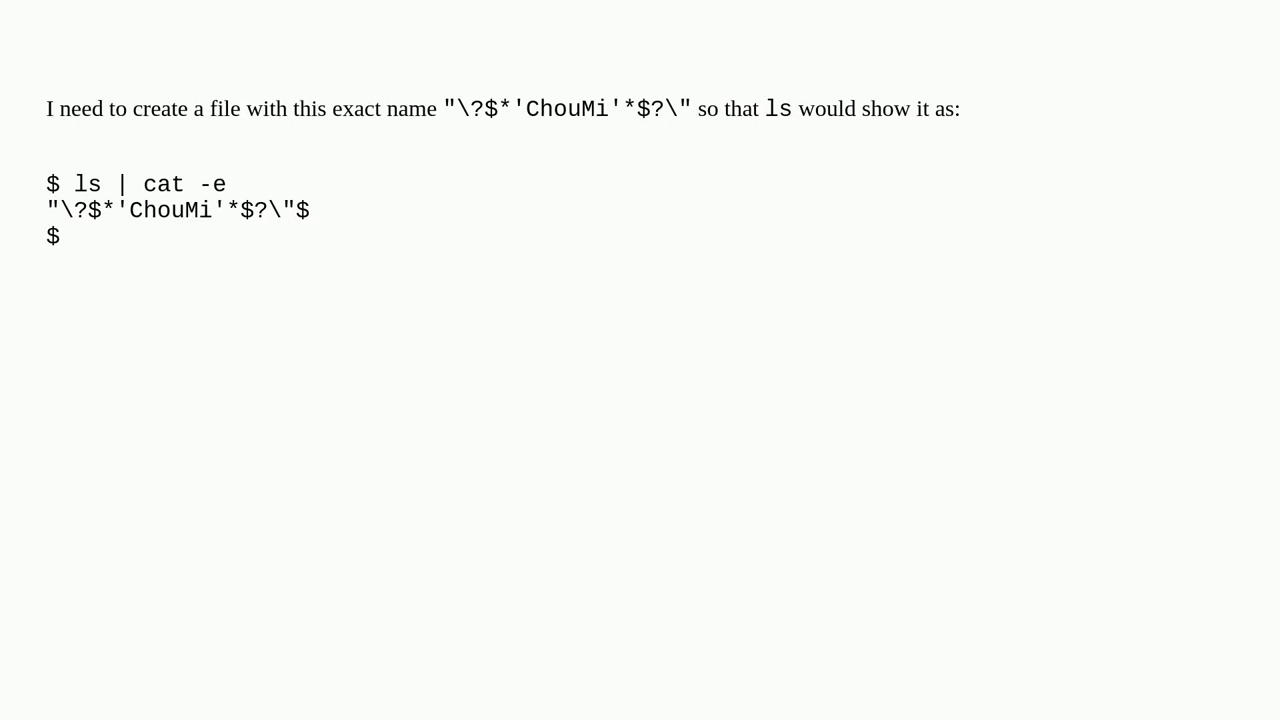 I need to create a file with this exact name "\?$*'ChouMi'*$?\" so that ls would show it as:
$ ls | cat -e
"\?$*'ChouMi'*$?\"$
$